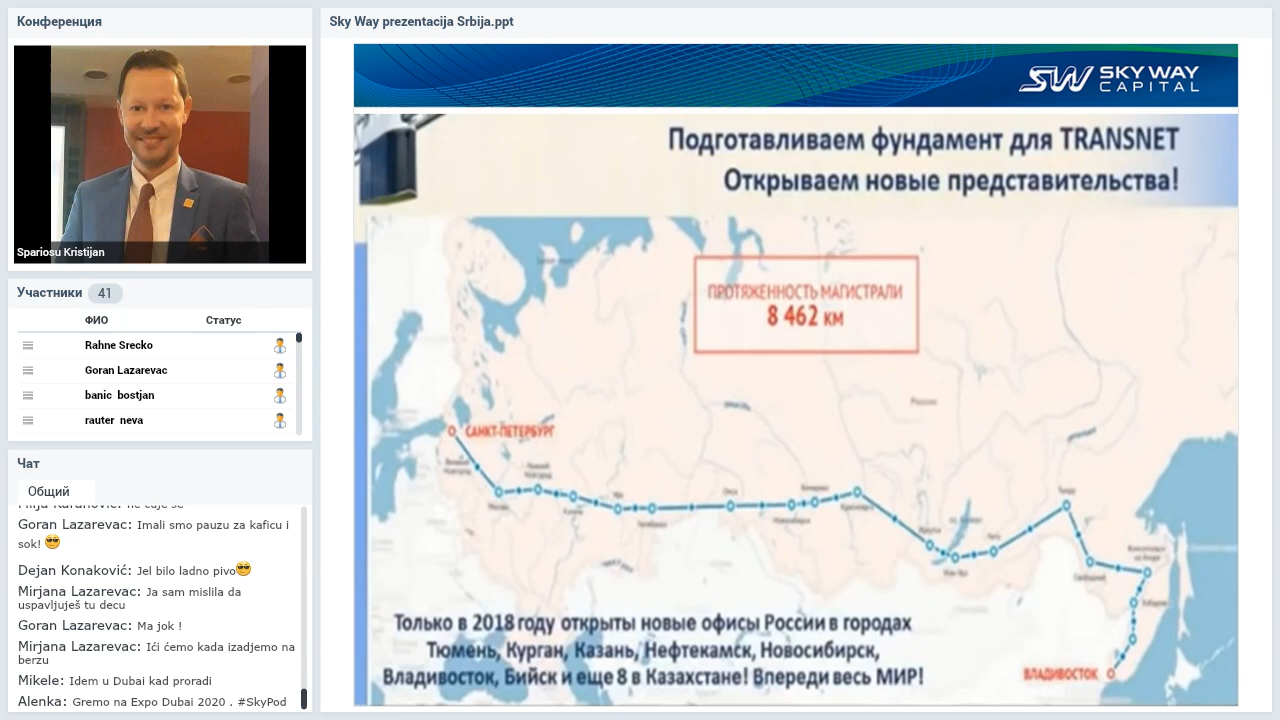 Конференция
Spariosu Kristijan
Участники 41
ФИО Статус
Rahne Srecko
Goran Lazarevac
banic bostjan
rauter neva
Чат
Общий
Goran Lazarevac: Imali smo pauzu za kaficu i
sok!
Dejan Konaković: Jel bilo ladno pivo
Mirjana Lazarevac: Ja sam mislila da
uspavljuješ tu decu
Goran Lazarevac: Ma jok !
Mirjana Lazarevac: Ići ćemo kada izadjemo na
berzu
Mikele: Idem u Dubai kad proradi
Alenka: Gremo na Expo Dubai 2020 . #SkyPod
Sky Way prezentacija Srbija.ppt
SW SKY WAY
CAPITAL
Подготавливаем фундамент для TRANSNET
Открываем новые представительства!
ПРОТЯЖЕННОСТЬ МАГИСТРАЛИ
8 462 км
Россия
САНКТ-ПЕТЕРБУРГ
ВЛАДИВОСТОК
Только в 2018 году открыты новые офисы России в городах
Тюмень, Курган, Казань, Нефтекамск, Новосибирск,
Владивосток, Бийск и еще 8 в Казахстане! Впереди весь МИР!